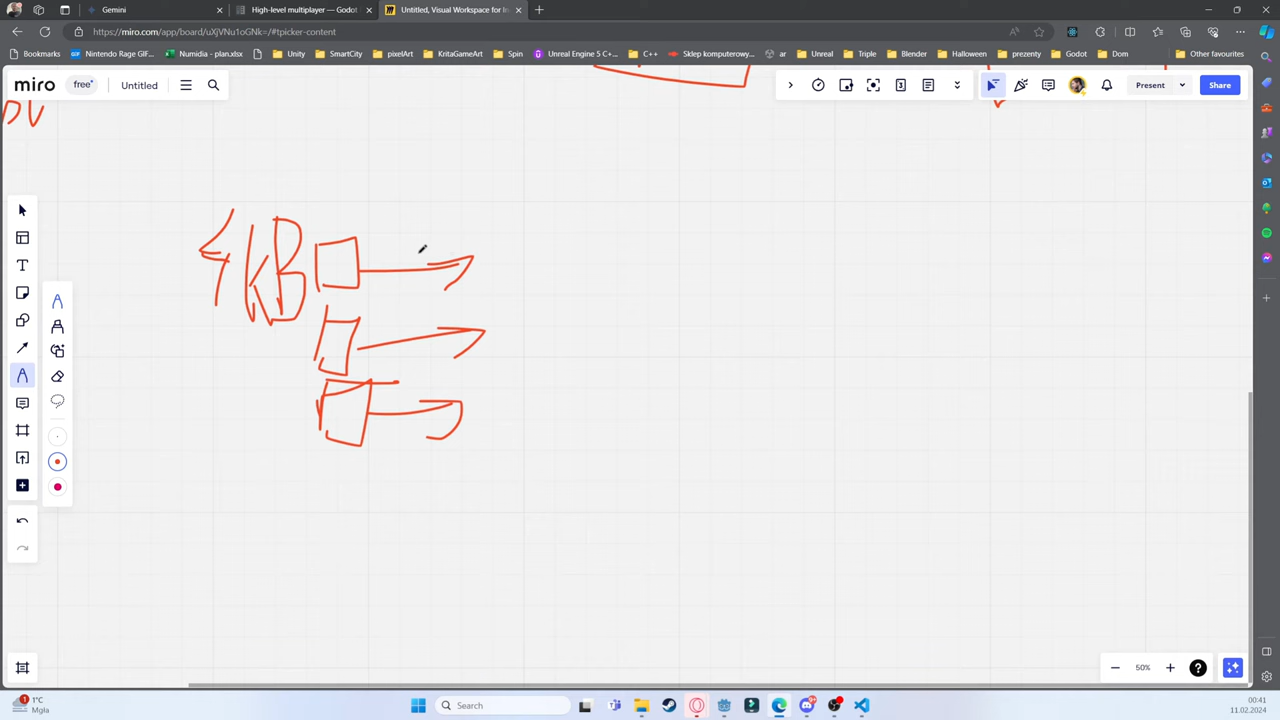 Gemini
High-level multiplayer — Godot
Untitled, Visual Workspace for In
https://miro.com/app/board/uXjVNu1oGNk=/#tpicker-content
Bookmarks
Nintendo Rage GIF...
Numidia - plan.xlsx
UNTIL
SmartCity
pixelArt
KritaGameArt
Spin
Unreal Engine 5 C+...
C++
Sklep komputerowy...
ar
Unreal
Triple
Blender
Halloween
prezenty
Godot
Dom
Other favourites
miro
free
Untitled
3
Present
Share
4kB
50%
1
1°C
Mgła
Search
00:41
11.02.2024